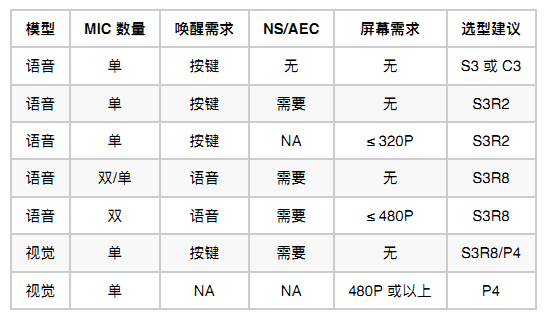 模型 MIC 数量 唤醒需求 NS/AEC 屏幕需求 选型建议
语音 单 按键 无 无 S3 或 C3
语音 单 按键 需要 无 S3R2
语音 单 按键 NA ≤ 320P S3R2
语音 双/单 语音 需要 无 S3R8
语音 双 语音 需要 ≤ 480P S3R8
视觉 单 按键 需要 无 S3R8/P4
视觉 单 NA NA 480P 或以上 P4